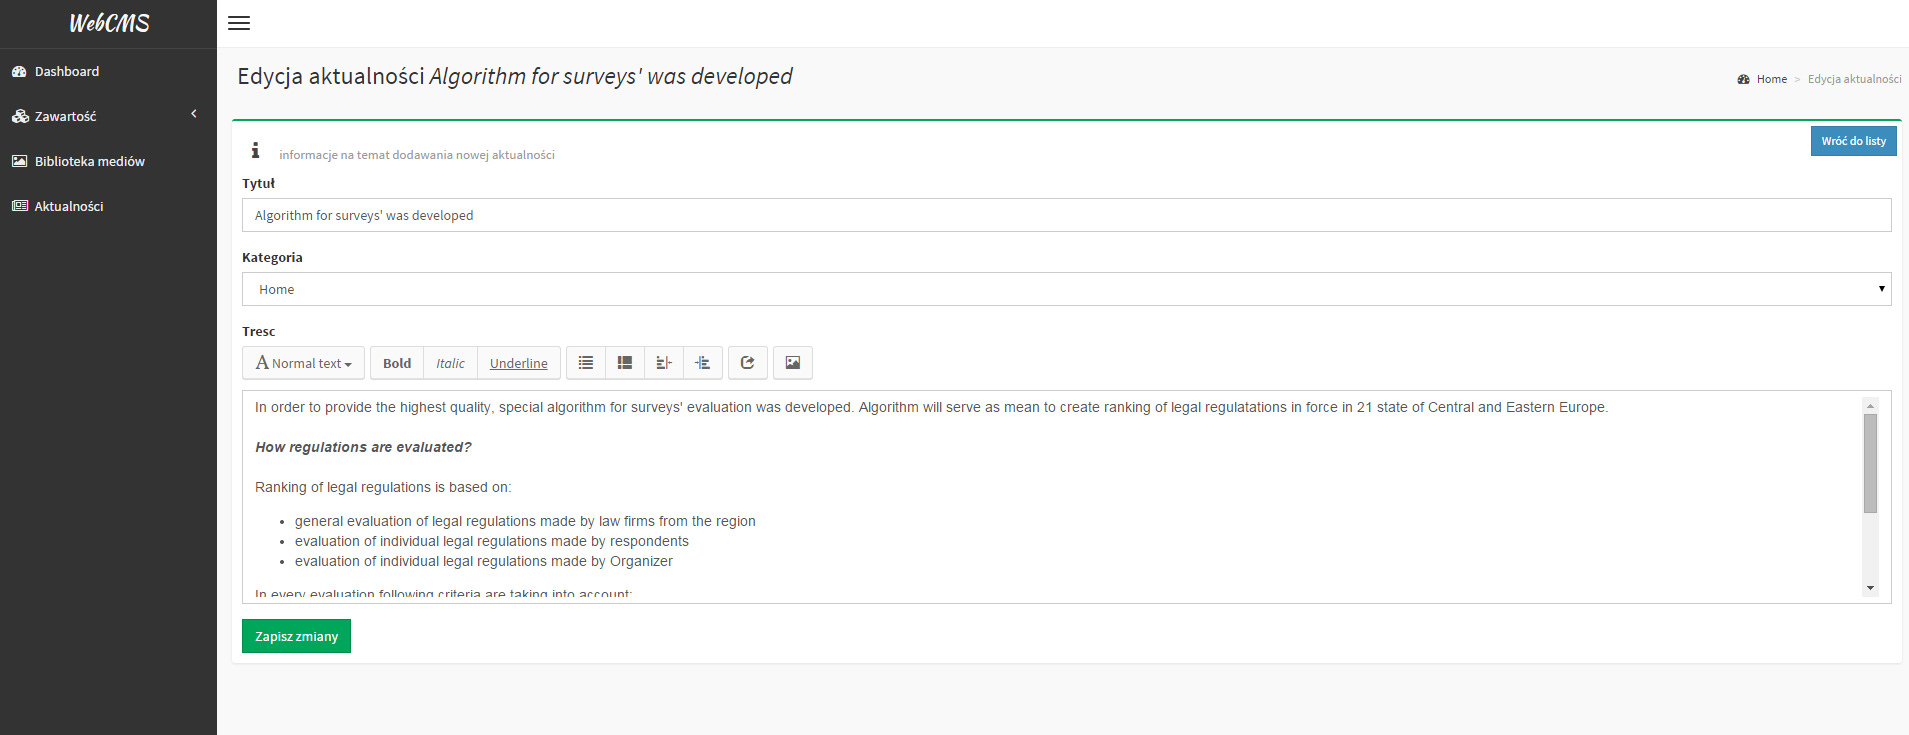 WebCMS
Dashboard
Zawartość
Biblioteka mediów
Aktualności
Edycja aktualności Algorithm for surveys' was developed
Home > Edycja aktualności
informacje na temat dodawania nowej aktualności
Wróć do listy
Tytuł
Algorithm for surveys' was developed
Kategoria
Home
Tresc
A Normal text Bold Italic Underline
In order to provide the highest quality, special algorithm for surveys' evaluation was developed. Algorithm will serve as mean to create ranking of legal regulatations in force in 21 state of Central and Eastern Europe.
How regulations are evaluated?
Ranking of legal regulations is based on:
• general evaluation of legal regulations made by law firms from the region
• evaluation of individual legal regulations made by respondents
• evaluation of individual legal regulations made by Organizer
In every evaluation following criteria are taking into account:
Zapisz zmiany